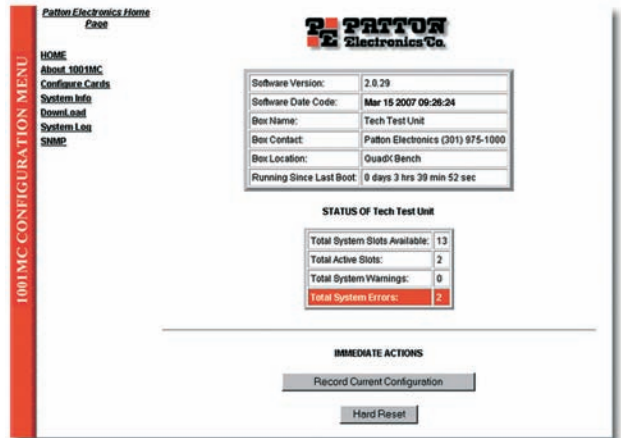 1001MC CONFIGURATION MENU
Patton Electronics Home
Page
HOME
About 1001MC
Configure Cards
System Info
DownLoad
System Log
SNMP
PE PATTON
Electronics Co.
Software Version: 2.0.29
Software Date Code: Mar 15 2007 09:26:24
Box Name: Tech Test Unit
Box Contact: Patton Electronics (301) 975-1000
Box Location: QuadX Bench
Running Since Last Boot: 0 days 3 hrs 39 min 52 sec
STATUS OF Tech Test Unit
Total System Slots Available: 13
Total Active Slots: 2
Total System Warnings: 0
Total System Errors: 2
IMMEDIATE ACTIONS
Record Current Configuration
Hard Reset